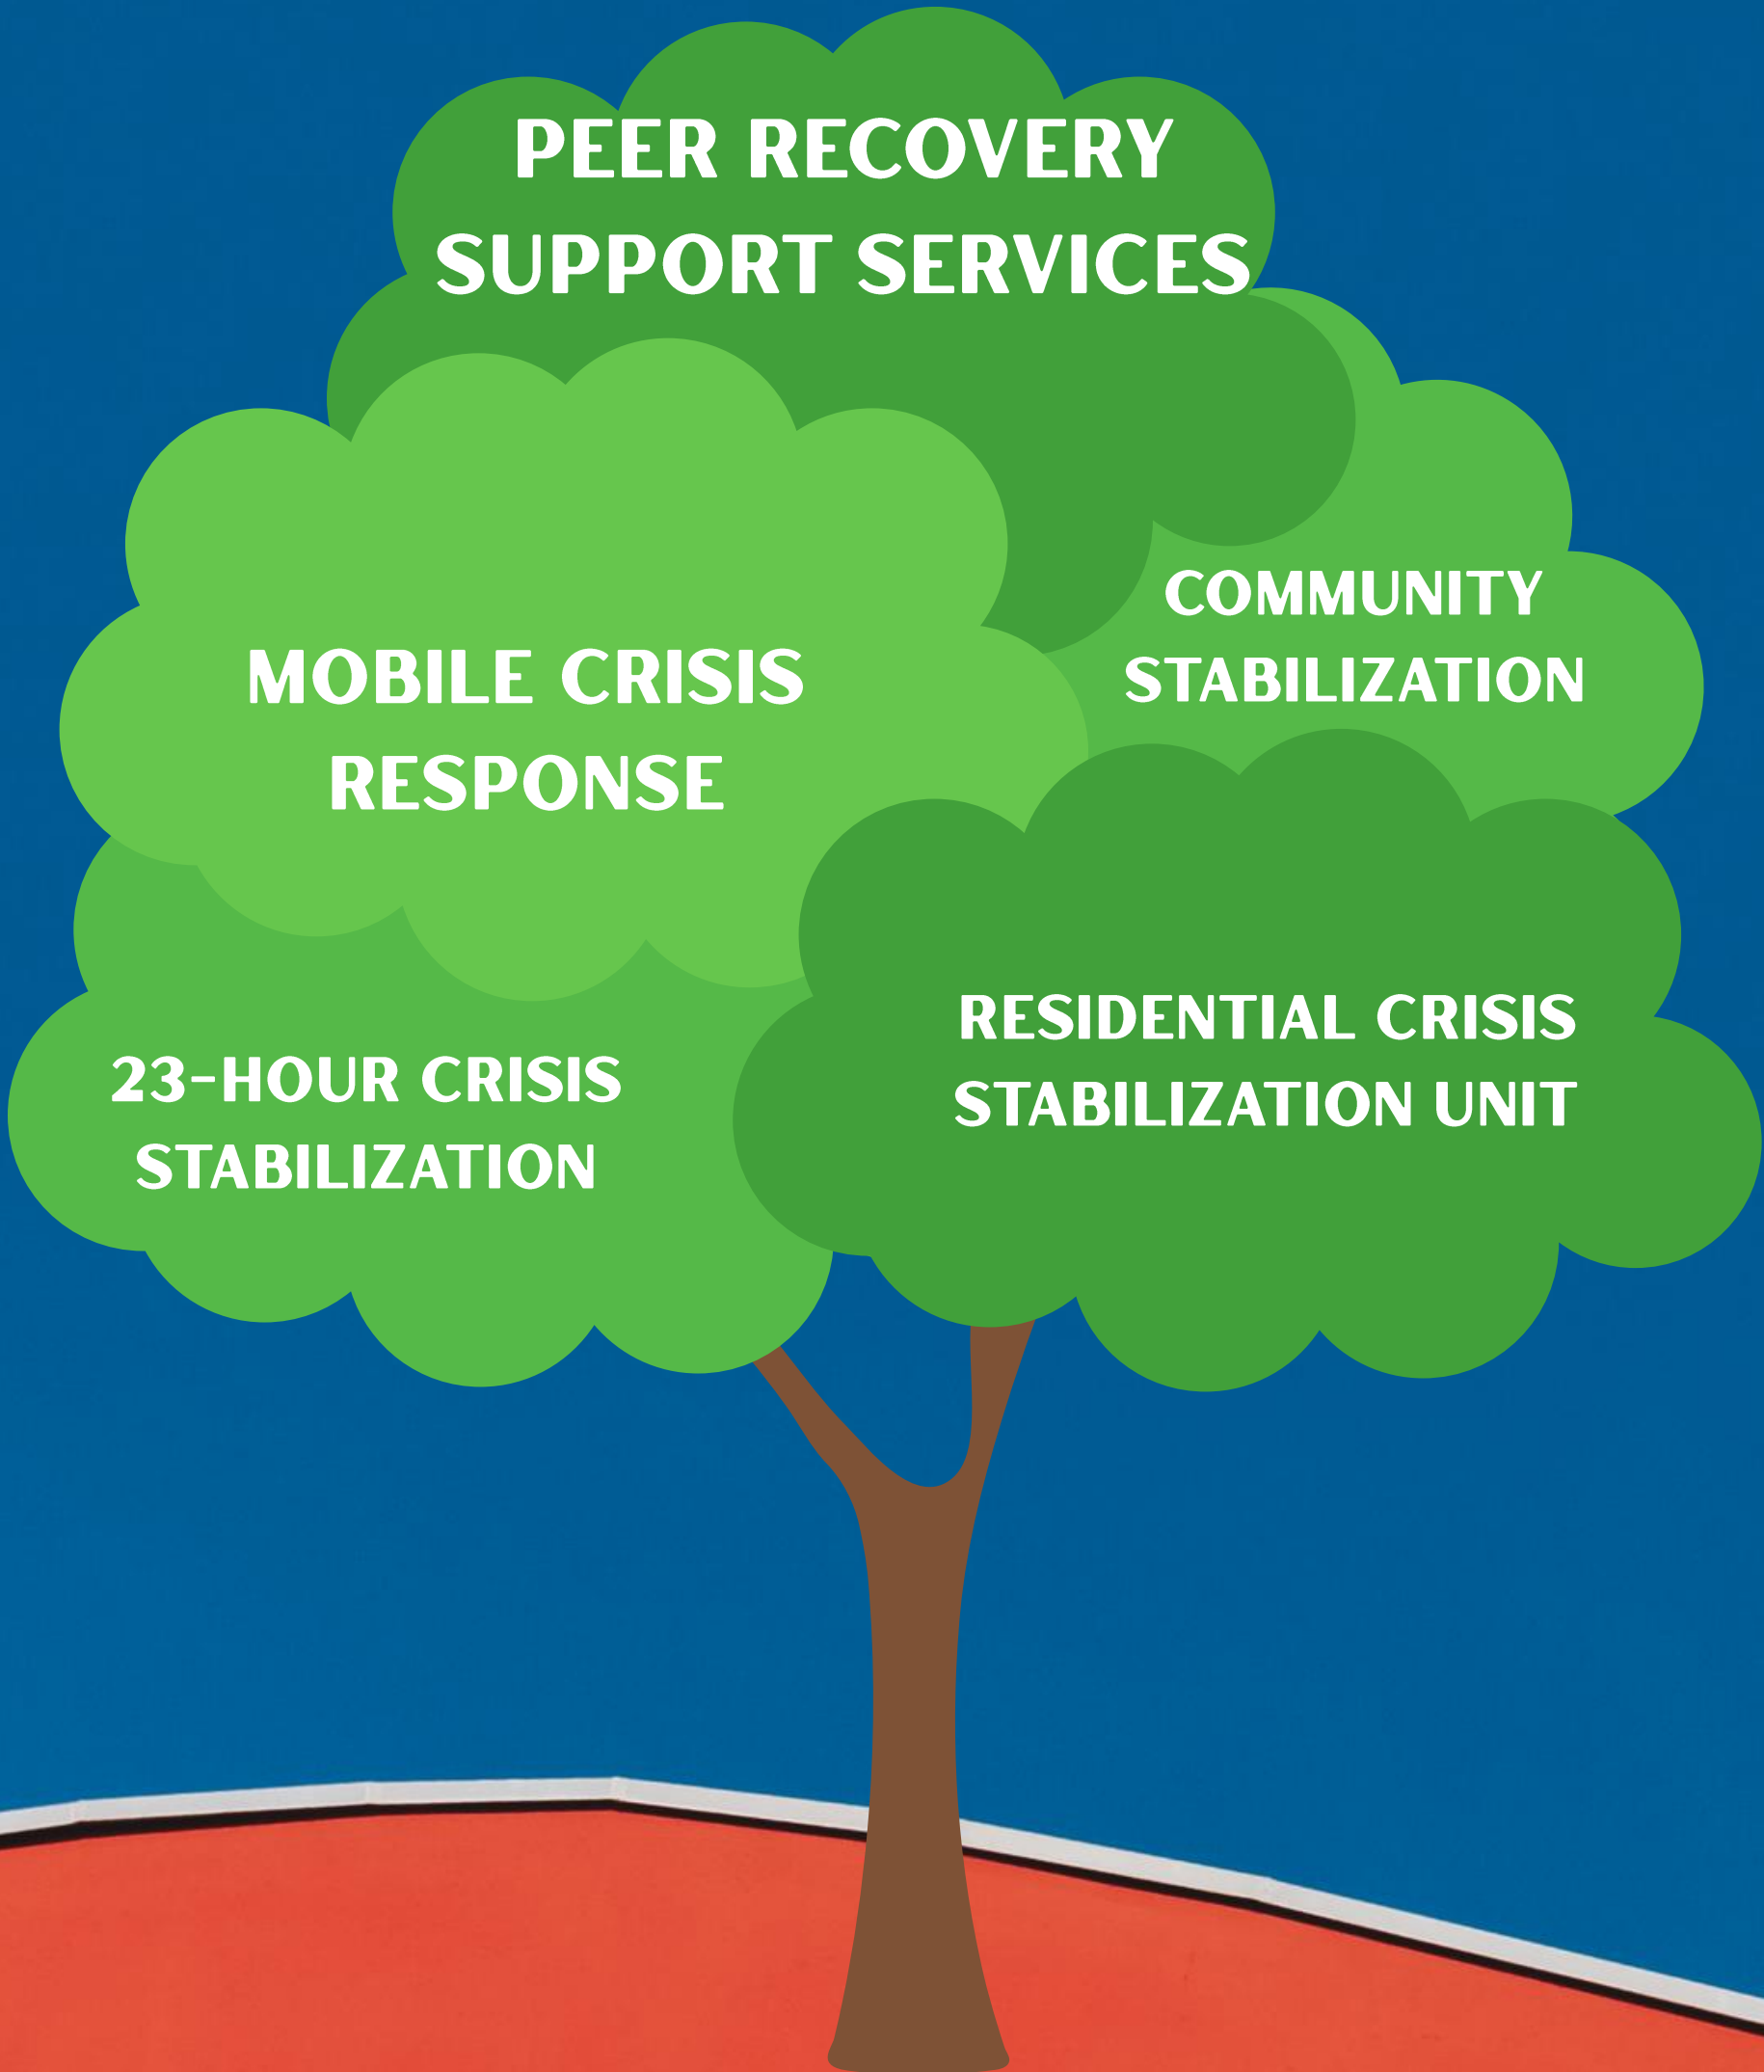 PEER RECOVERY
SUPPORT SERVICES
MOBILE CRISIS
RESPONSE
COMMUNITY
STABILIZATION
23-HOUR CRISIS
STABILIZATION
RESIDENTIAL CRISIS
STABILIZATION UNIT